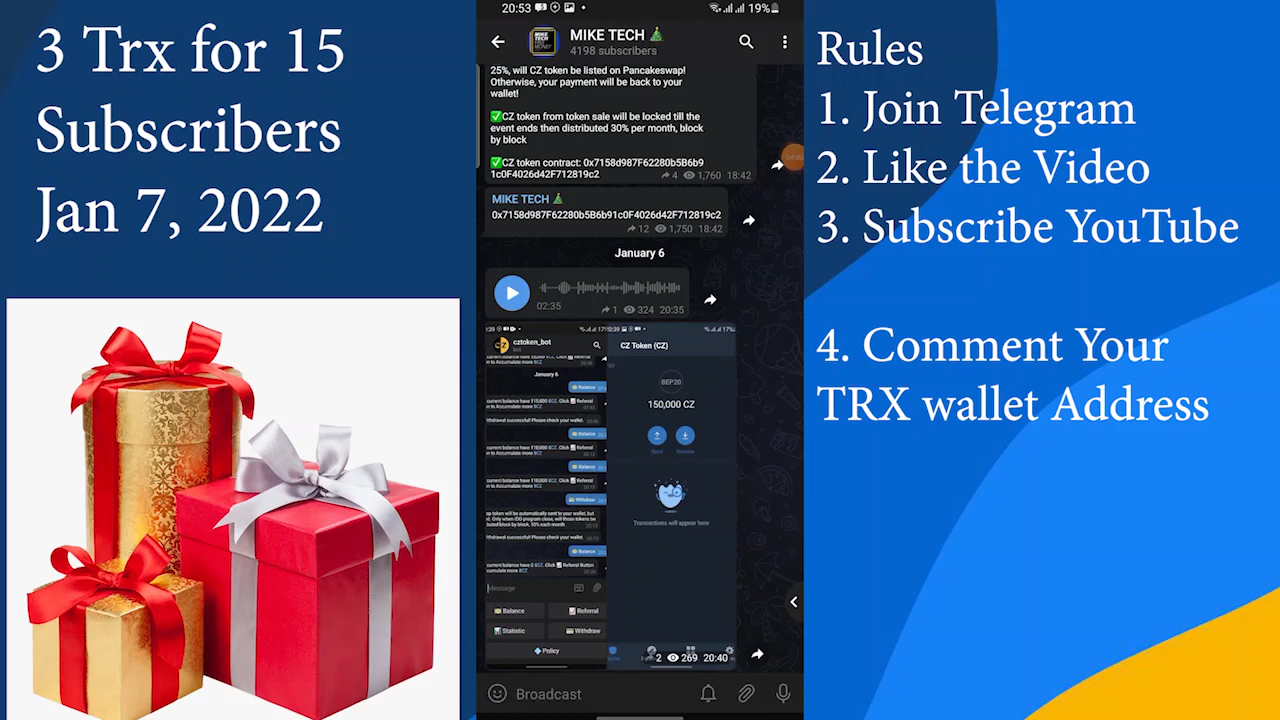 3 Trx for 15
Subscribers
Jan 7, 2022
20:53
19%
MIKE TECH🎄
4198 subscribers
25%, will CZ token be listed on Pancakeswap!
Otherwise, your payment will be back to your
wallet!
✅CZ token from token sale will be locked till the
event ends then distributed 30% per month, block
by block
✅CZ token contract: 0x7158d987F62280b5B6b9
1c0F4026d42F712819c2
4 1,760 18:42
MIKE TECH🎄
0x7158d987F62280b5B6b91c0F4026d42F712819c2
12 1,750 18:42
January 6
02:35
1 324 20:35
cztoken_bot
bot
January 6
Balance
Balance
Balance
Withdraw
Balance
Message
Balance
Referral
Statistic
Withdraw
Policy
CZ Token (CZ)
BEP20
150,000 CZ
Send
Receive
Transactions will appear here
2 269 20:40
Broadcast
Rules
1. Join Telegram
2. Like the Video
3. Subscribe YouTube
4. Comment Your
TRX wallet Address